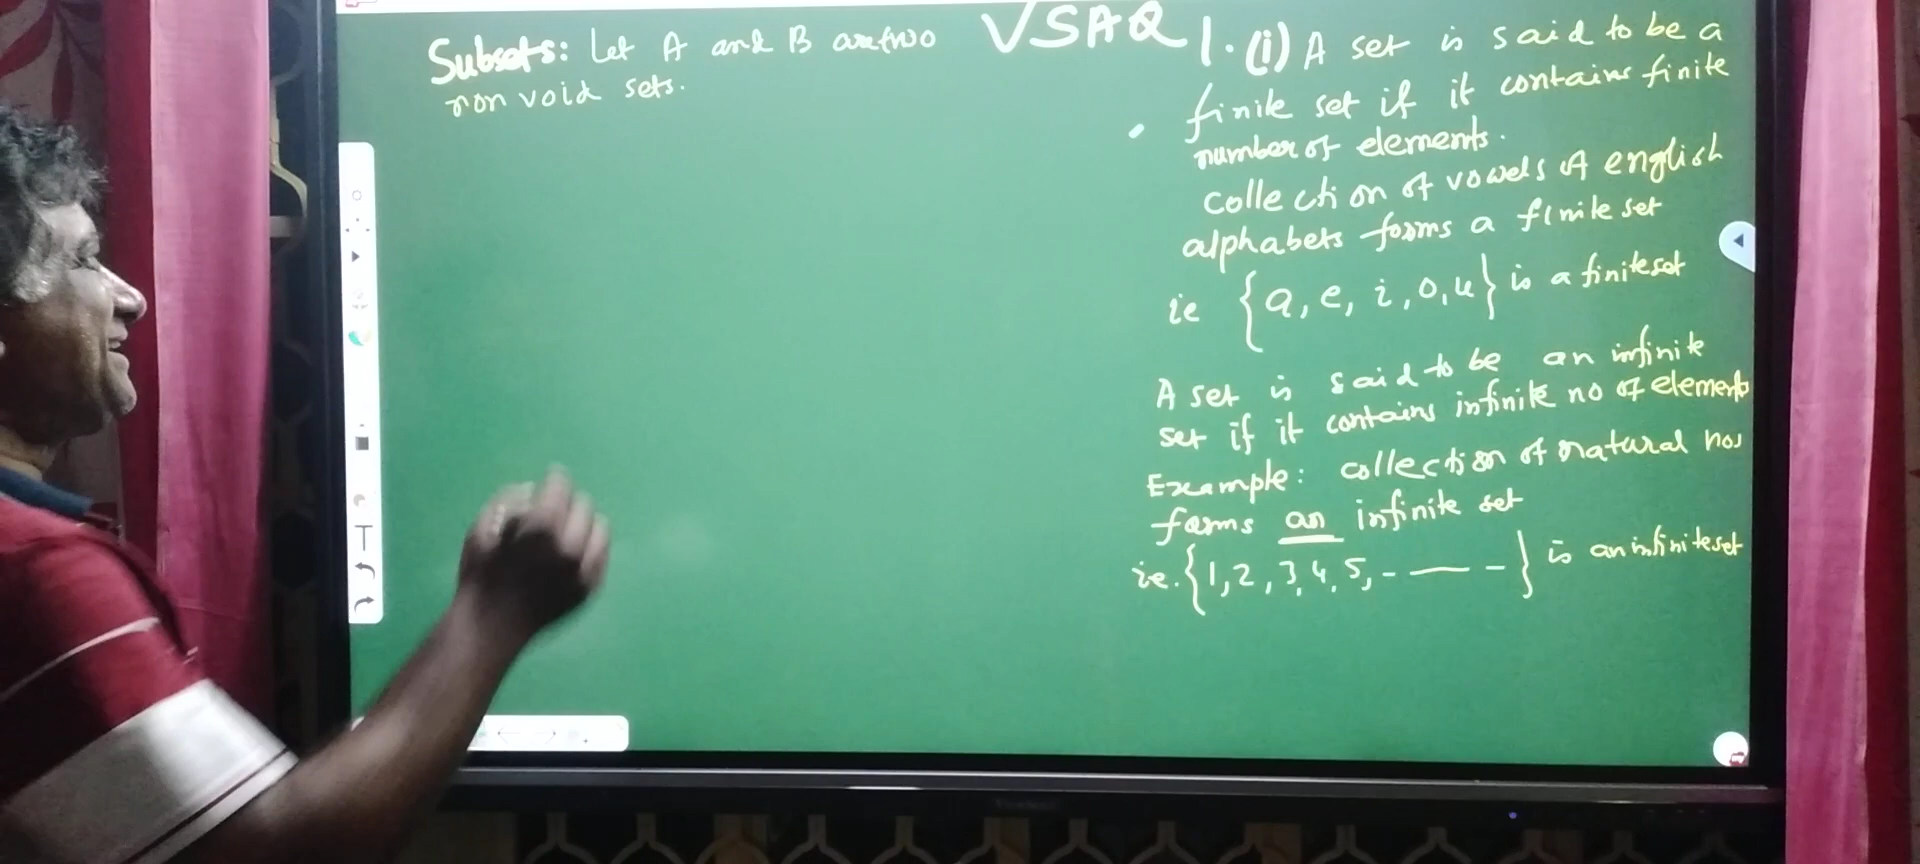 Subsets: Let A and B are two
non void sets.
VSAQ
1. (i) A set is said to be a
finite set if it contains finite
number of elements.
collection of vowels of english
alphabets forms a finite set
ie {a, e, i, o, u} is a finite set
A set is said to be an infinite
set if it contains infinite no of elements
Example: collection of natural nos
forms an infinite set
ie. {1, 2, 3, 4, 5, - — -} is an infinite set
T